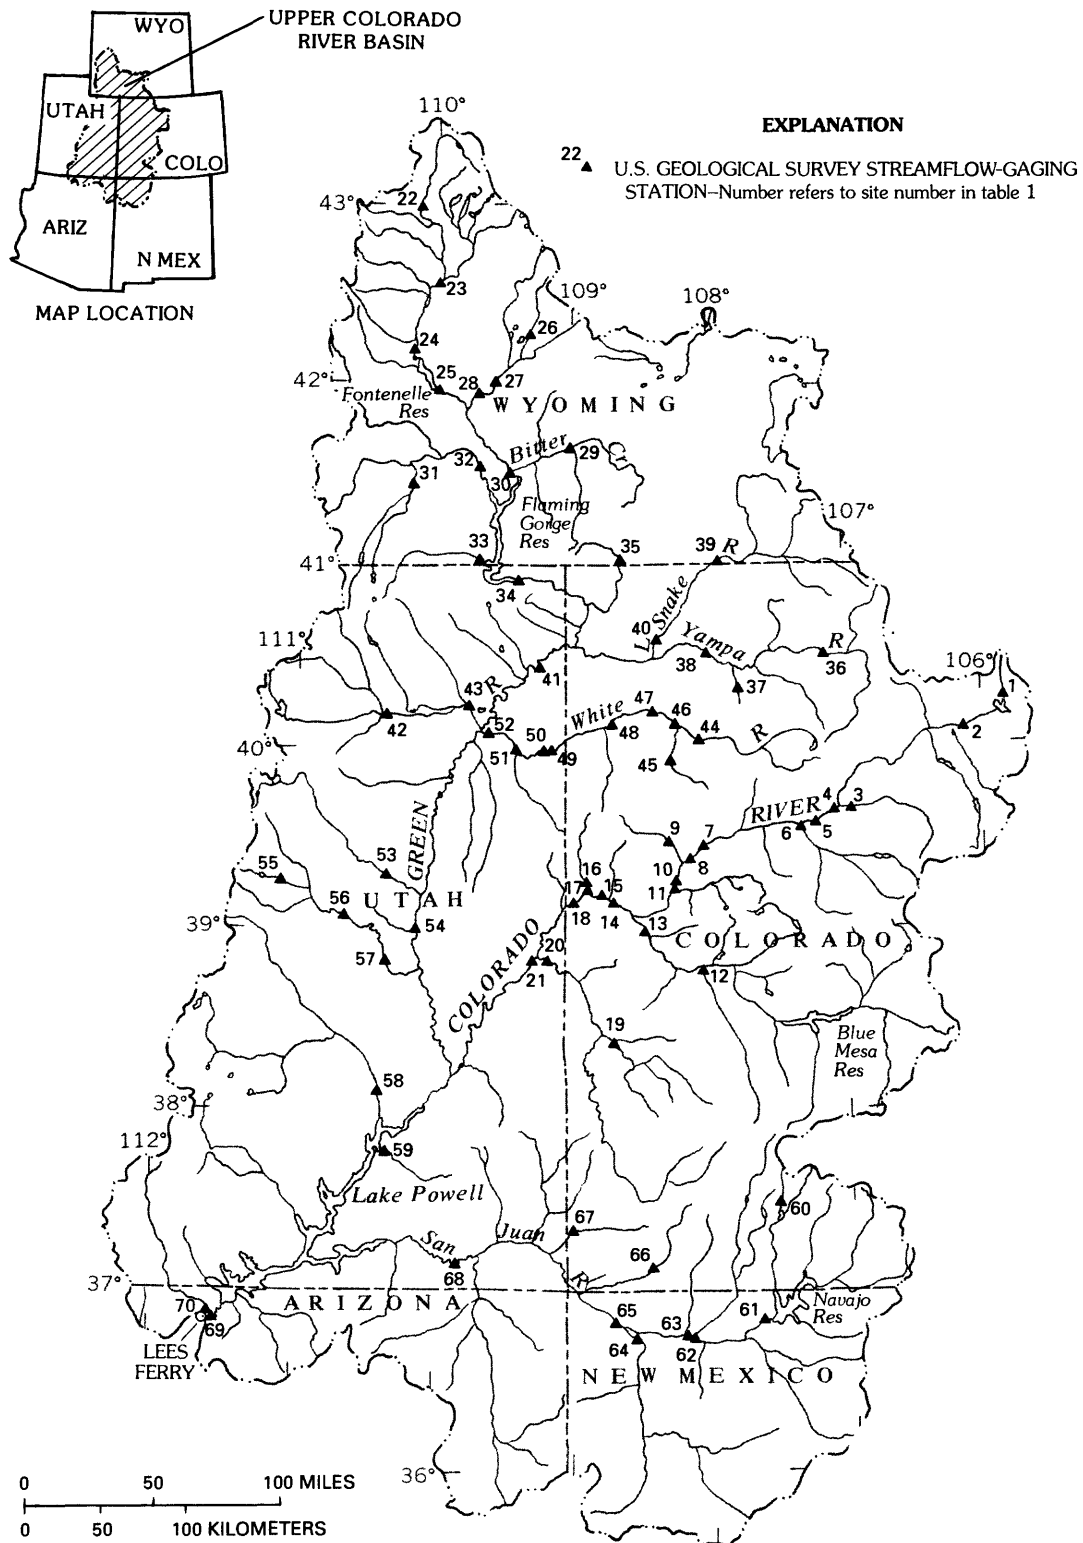 WYO
UPPER COLORADO
RIVER BASIN
UTAH
COLO
ARIZ
N MEX
MAP LOCATION
EXPLANATION
22 U.S. GEOLOGICAL SURVEY STREAMFLOW-GAGING
STATION–Number refers to site number in table 1
110°
43°
22
23
109°
108°
26
24
42°
25
28
27
Fontenelle
Res
WYOMING
Bitter
Cr
29
32
31
30
Flaming
Gorge
Res
107°
33
35
39
R
41°
34
L Snake
111°
40
Yampa
R
38
36
106°
41
37
1
43
R
42
52
White
47
46
2
40°
51
50
49
48
44
R
45
GREEN
RIVER
4
3
6
5
9
7
53
8
55
16
10
15
11
56
UTAH
17
18
14
39°
54
13
COLORADO
57
COLORADO
20
21
12
19
Blue
Mesa
Res
58
38°
112°
59
Lake Powell
60
67
San
Juan
R
66
68
37°
ARIZONA
70
69
65
61
Navajo
Res
63
64
62
LEES
FERRY
NEW MEXICO
36°
0 50 100 MILES
0 50 100 KILOMETERS